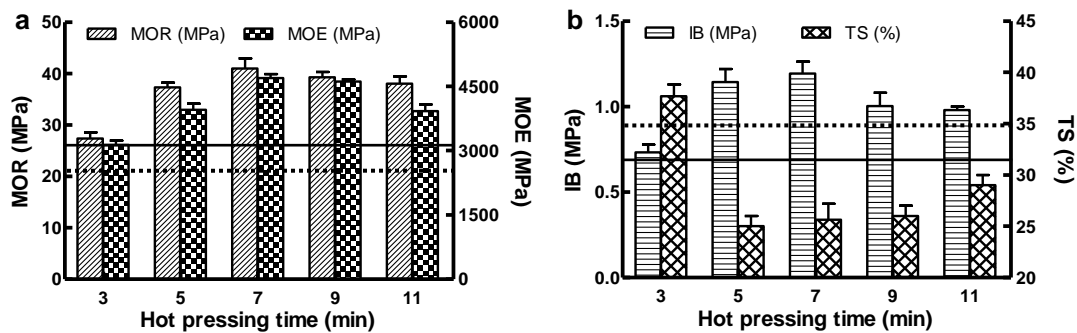 a
MOR (MPa)
MOE (MPa)
50
40
30
20
10
0
MOR (MPa)
6000
4500
3000
1500
0
MOE (MPa)
3 5 7 9 11
Hot pressing time (min)
b
IB (MPa)
TS (%)
1.5
1.0
0.5
0.0
IB (MPa)
45
40
35
30
25
20
TS (%)
3 5 7 9 11
Hot pressing time (min)